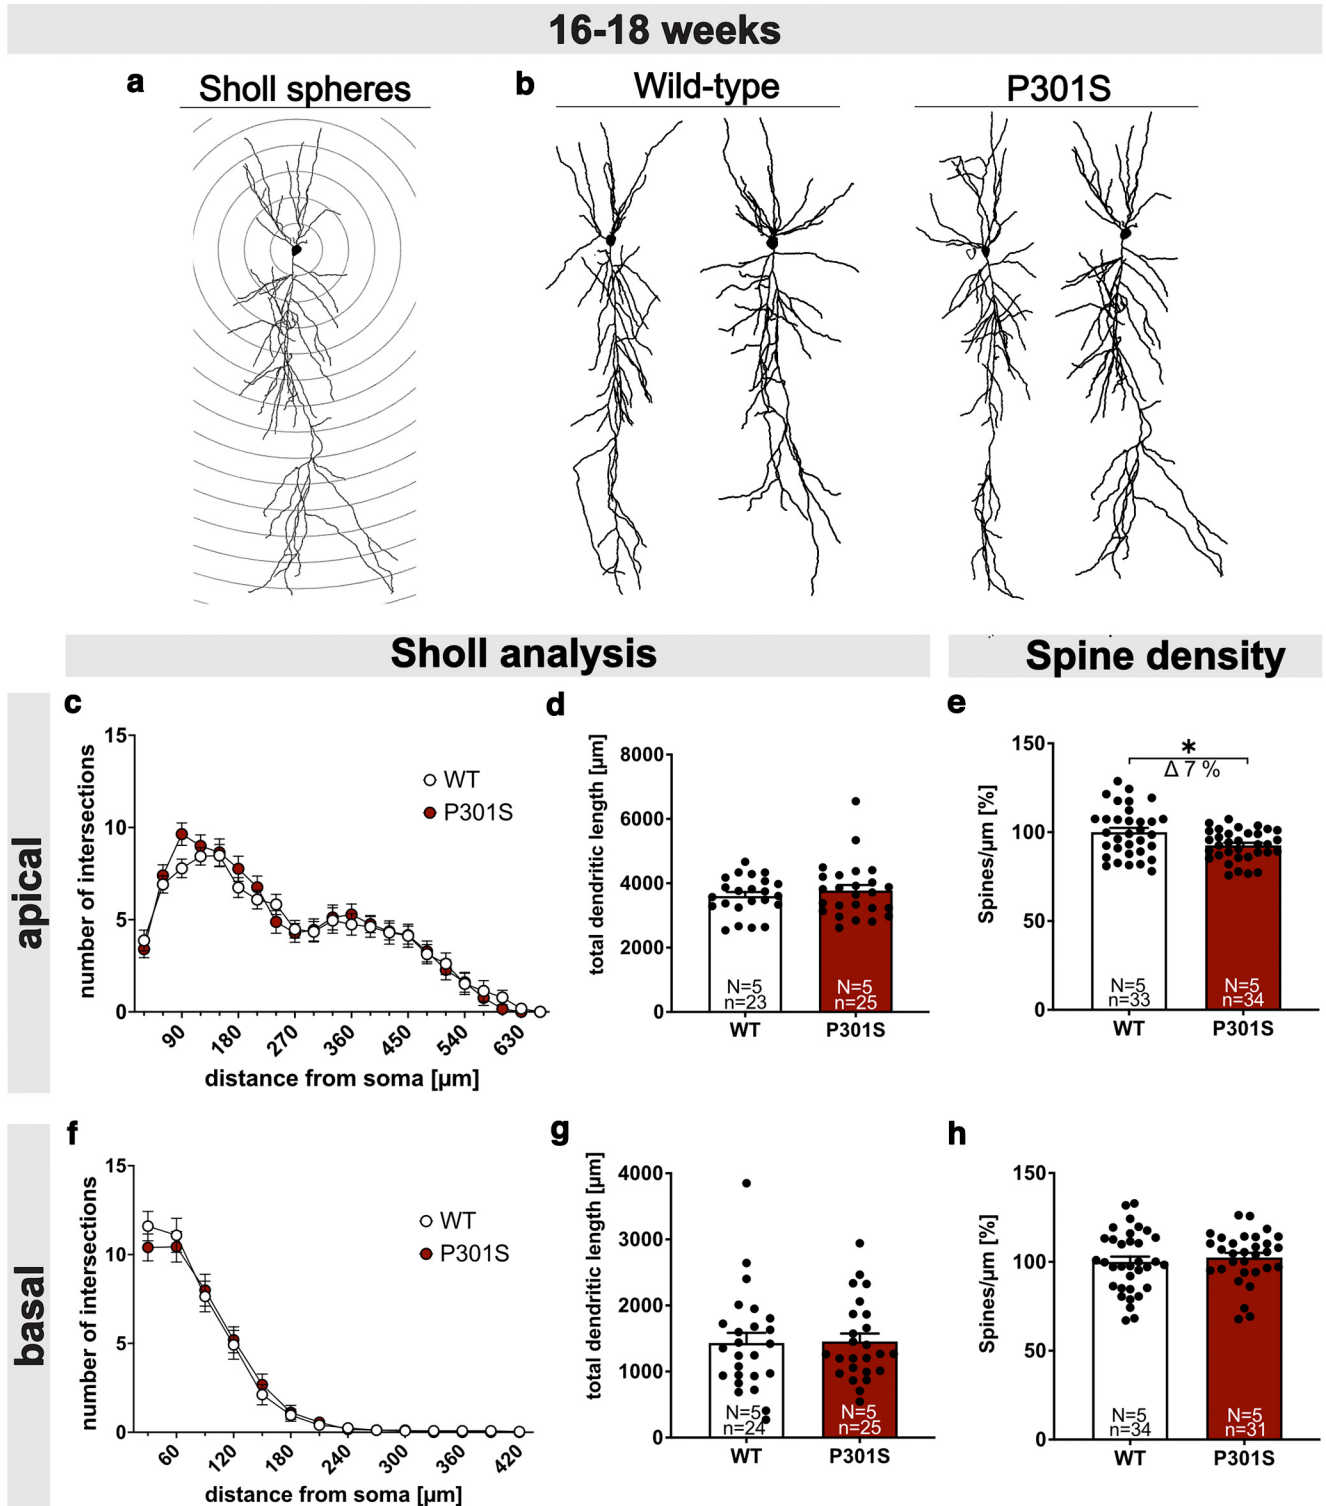 16-18 weeks
a
Sholl spheres
b
Wild-type
P301S
Sholl analysis
Spine density
apical
c
15
10
5
0
number of intersections
WT
P301S
90
180
270
360
450
540
630
distance from soma [µm]
d
8000
6000
4000
2000
0
total dendritic length [µm]
N=5
n=23
N=5
n=25
WT
P301S
e
150
100
50
0
Spines/µm [%]
*
Δ 7 %
N=5
n=33
N=5
n=34
WT
P301S
basal
f
15
10
5
0
number of intersections
WT
P301S
60
120
180
240
300
360
420
distance from soma [µm]
g
4000
3000
2000
1000
0
total dendritic length [µm]
N=5
n=24
N=5
n=25
WT
P301S
h
150
100
50
0
Spines/µm [%]
N=5
n=34
N=5
n=31
WT
P301S